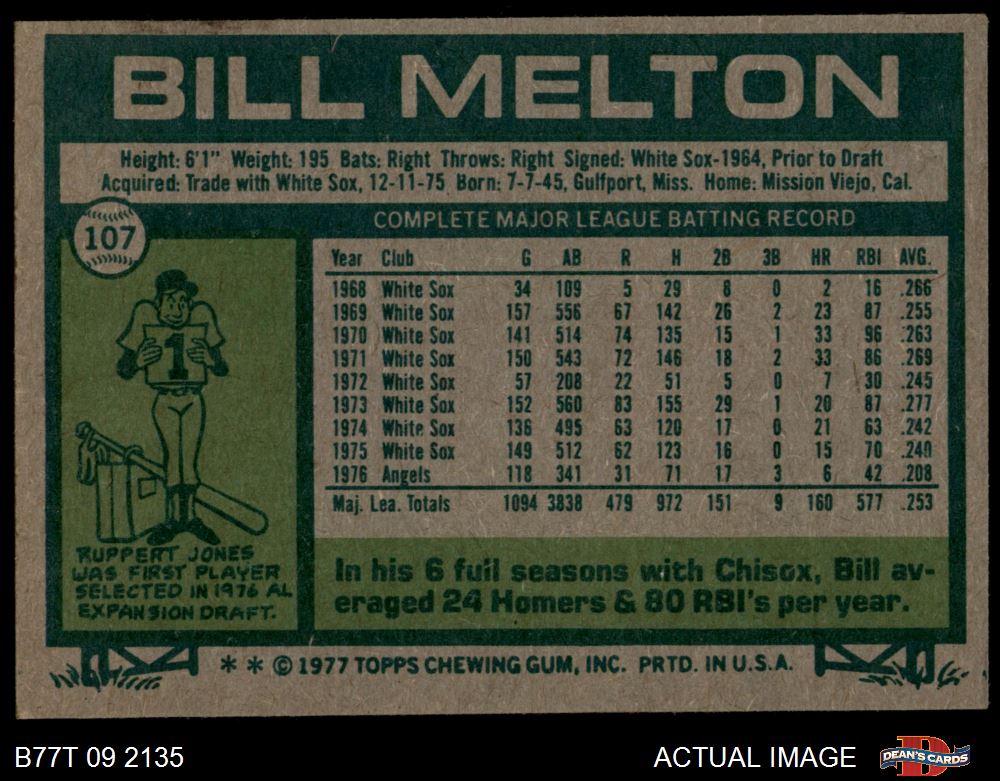 BILL MELTON
Height: 6'1" Weight: 195 Bats: Right Throws: Right Signed: White Sox-1964, Prior to Draft
Acquired: Trade with White Sox, 12-11-75 Born: 7-7-45, Gulfport, Miss. Home: Mission Viejo, Cal.
107
COMPLETE MAJOR LEAGUE BATTING RECORD
Year Club G AB R H 2B 3B HR RBI AVG.
1968 White Sox 34 109 5 29 8 0 2 16 .266
1969 White Sox 157 556 67 142 26 2 23 87 .255
1970 White Sox 141 514 74 135 15 1 33 96 .263
1971 White Sox 150 543 72 146 18 2 33 86 .269
1972 White Sox 57 208 22 51 5 0 7 30 .245
1973 White Sox 152 560 83 155 29 1 20 87 .277
1974 White Sox 136 495 63 120 17 0 21 63 .242
1975 White Sox 149 512 62 123 16 0 15 70 .240
1976 Angels 118 341 31 71 17 3 6 42 .208
Maj. Lea. Totals 1094 3838 479 972 151 9 160 577 .253
1
RUPPERT JONES
WAS FIRST PLAYER
SELECTED IN 1976 AL
EXPANSION DRAFT.
In his 6 full seasons with Chisox, Bill av-
eraged 24 Homers & 80 RBI's per year.
* * © 1977 TOPPS CHEWING GUM, INC. PRTD. IN U.S.A.
B77T 09 2135
ACTUAL IMAGE
D
DEAN'S CARDS